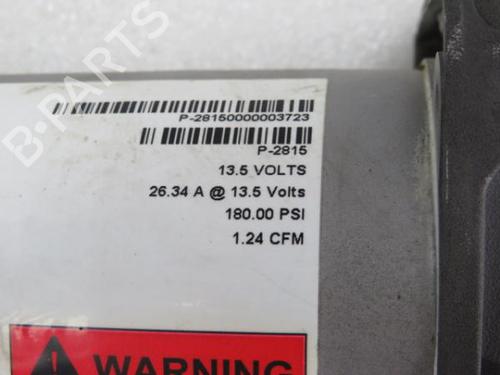 P-28150000003723
P-2815
13.5 VOLTS
26.34 A @ 13.5 Volts
180.00 PSI
1.24 CFM
WARNING
B-PARTS